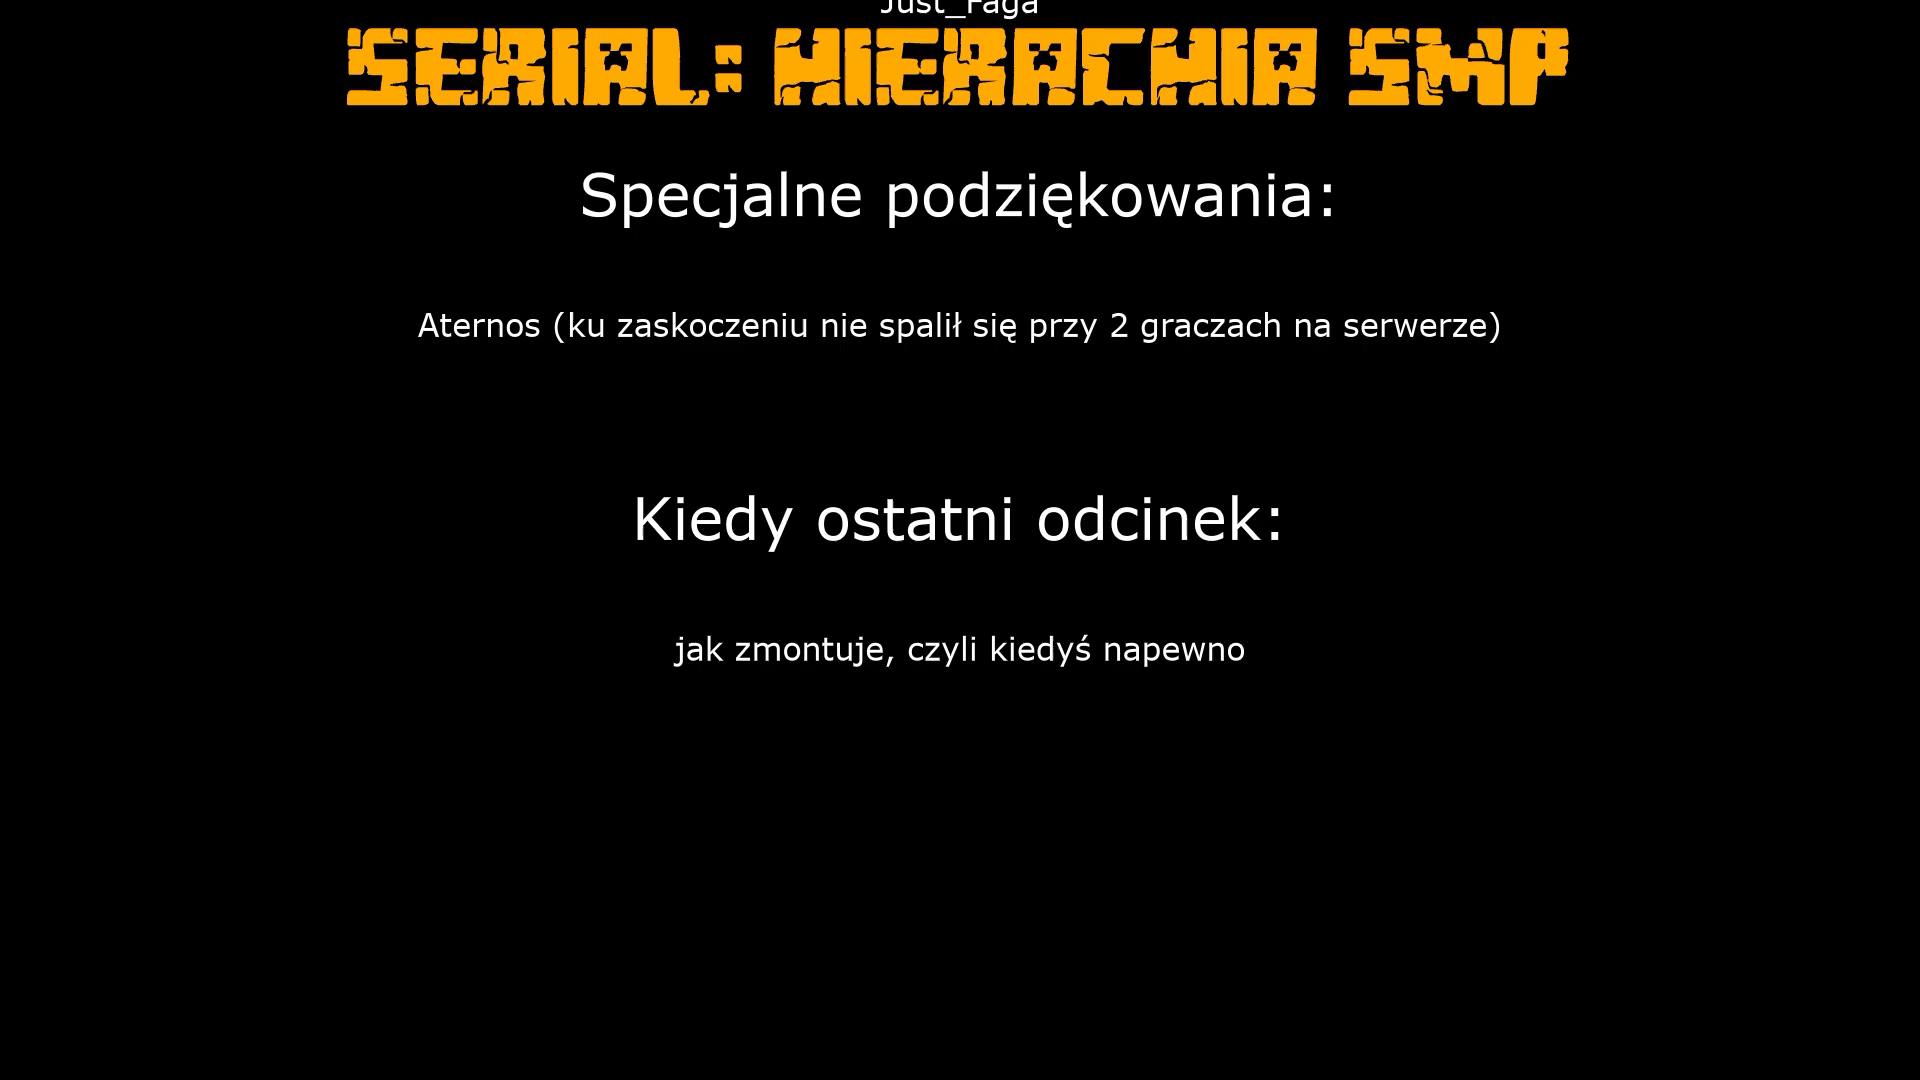 Just_Faga
SERIAL: HIERACHIA SMP
Specjalne podziękowania:
Aternos (ku zaskoczeniu nie spalił się przy 2 graczach na serwerze)
Kiedy ostatni odcinek:
jak zmontuje, czyli kiedyś napewno